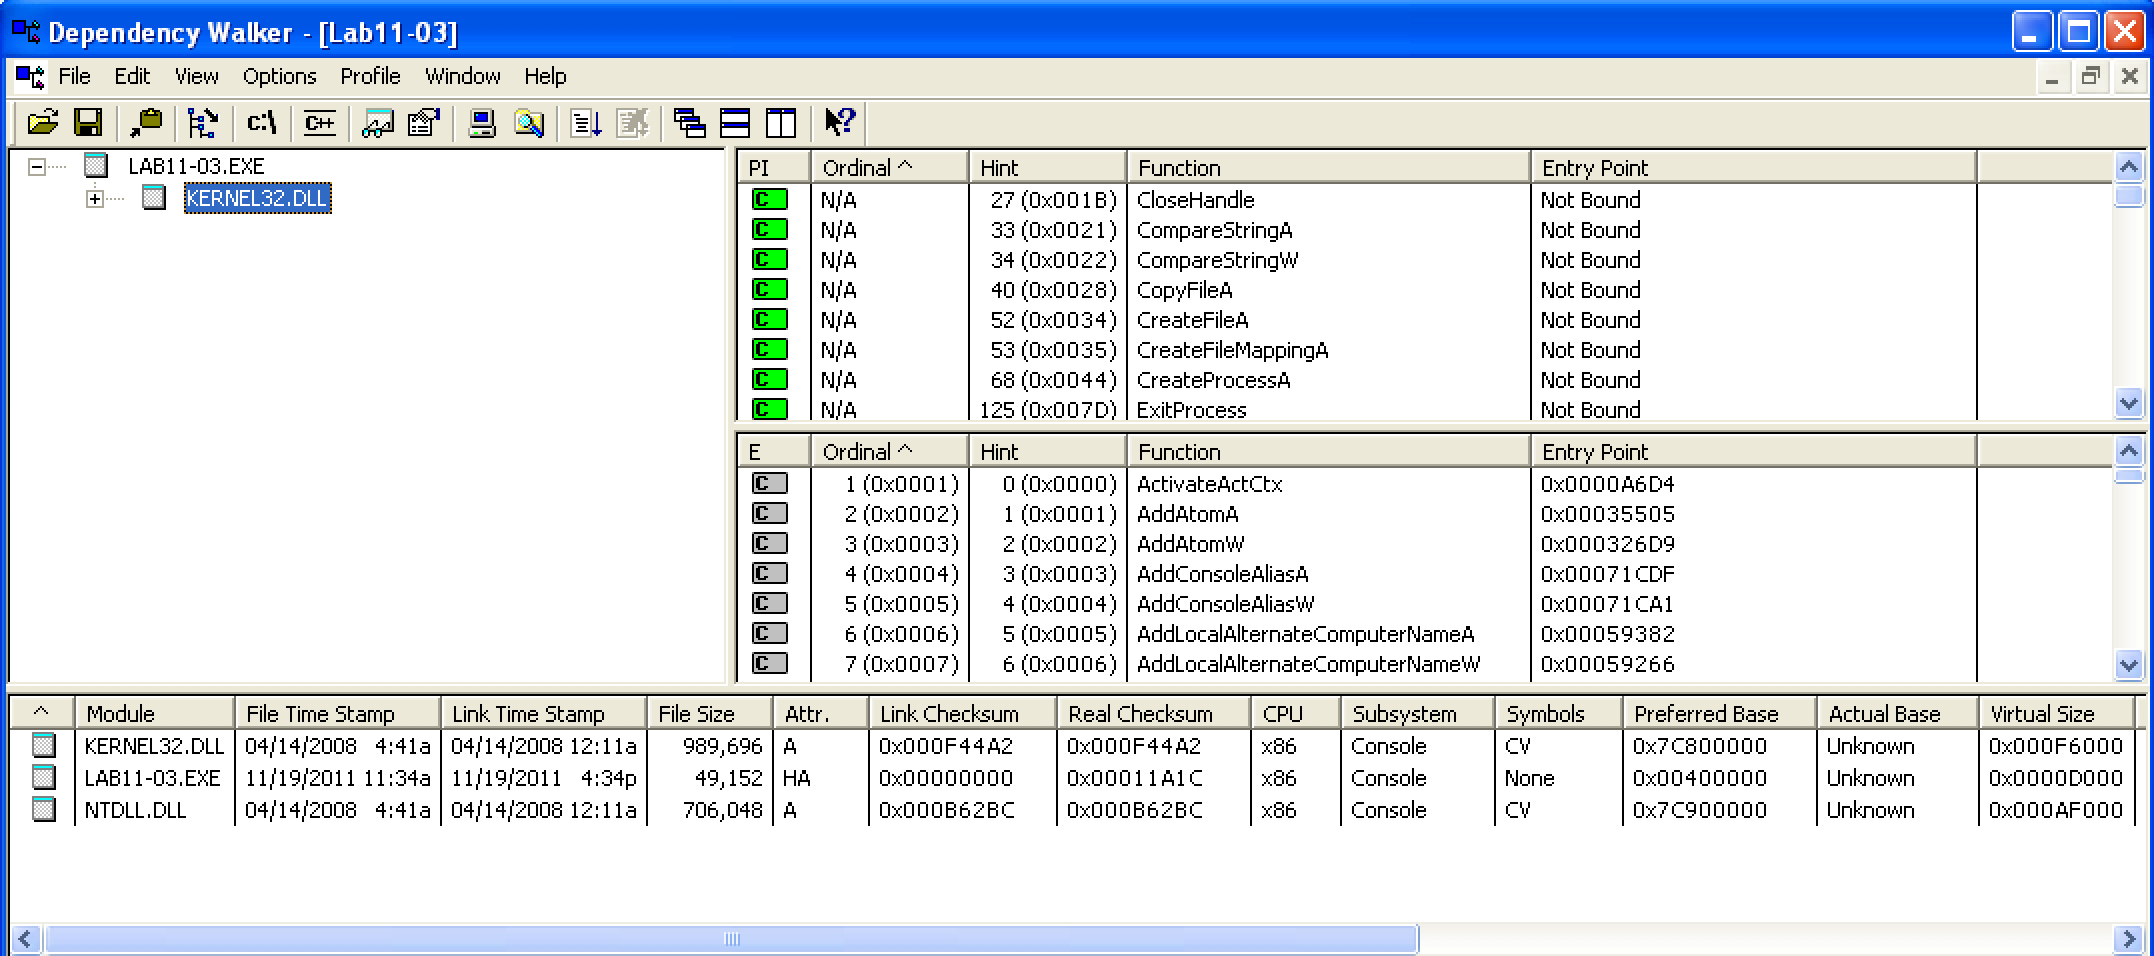 Dependency Walker - [Lab11-03]
File Edit View Options Profile Window Help
C:\ C++
LAB11-03.EXE
KERNEL32.DLL
PI Ordinal ^ Hint Function Entry Point
C N/A 27 (0x001B) CloseHandle Not Bound
C N/A 33 (0x0021) CompareStringA Not Bound
C N/A 34 (0x0022) CompareStringW Not Bound
C N/A 40 (0x0028) CopyFileA Not Bound
C N/A 52 (0x0034) CreateFileA Not Bound
C N/A 53 (0x0035) CreateFileMappingA Not Bound
C N/A 68 (0x0044) CreateProcessA Not Bound
C N/A 125 (0x007D) ExitProcess Not Bound
E Ordinal ^ Hint Function Entry Point
C 1 (0x0001) 0 (0x0000) ActivateActCtx 0x0000A6D4
C 2 (0x0002) 1 (0x0001) AddAtomA 0x00035505
C 3 (0x0003) 2 (0x0002) AddAtomW 0x000326D9
C 4 (0x0004) 3 (0x0003) AddConsoleAliasA 0x00071CDF
C 5 (0x0005) 4 (0x0004) AddConsoleAliasW 0x00071CA1
C 6 (0x0006) 5 (0x0005) AddLocalAlternateComputerNameA 0x00059382
C 7 (0x0007) 6 (0x0006) AddLocalAlternateComputerNameW 0x00059266
^ Module File Time Stamp Link Time Stamp File Size Attr. Link Checksum Real Checksum CPU Subsystem Symbols Preferred Base Actual Base Virtual Size
KERNEL32.DLL 04/14/2008 4:41a 04/14/2008 12:11a 989,696 A 0x000F44A2 0x000F44A2 x86 Console CV 0x7C800000 Unknown 0x000F6000
LAB11-03.EXE 11/19/2011 11:34a 11/19/2011 4:34p 49,152 HA 0x00000000 0x00011A1C x86 Console None 0x00400000 Unknown 0x0000D000
NTDLL.DLL 04/14/2008 4:41a 04/14/2008 12:11a 706,048 A 0x000B62BC 0x000B62BC x86 Console CV 0x7C900000 Unknown 0x000AF000